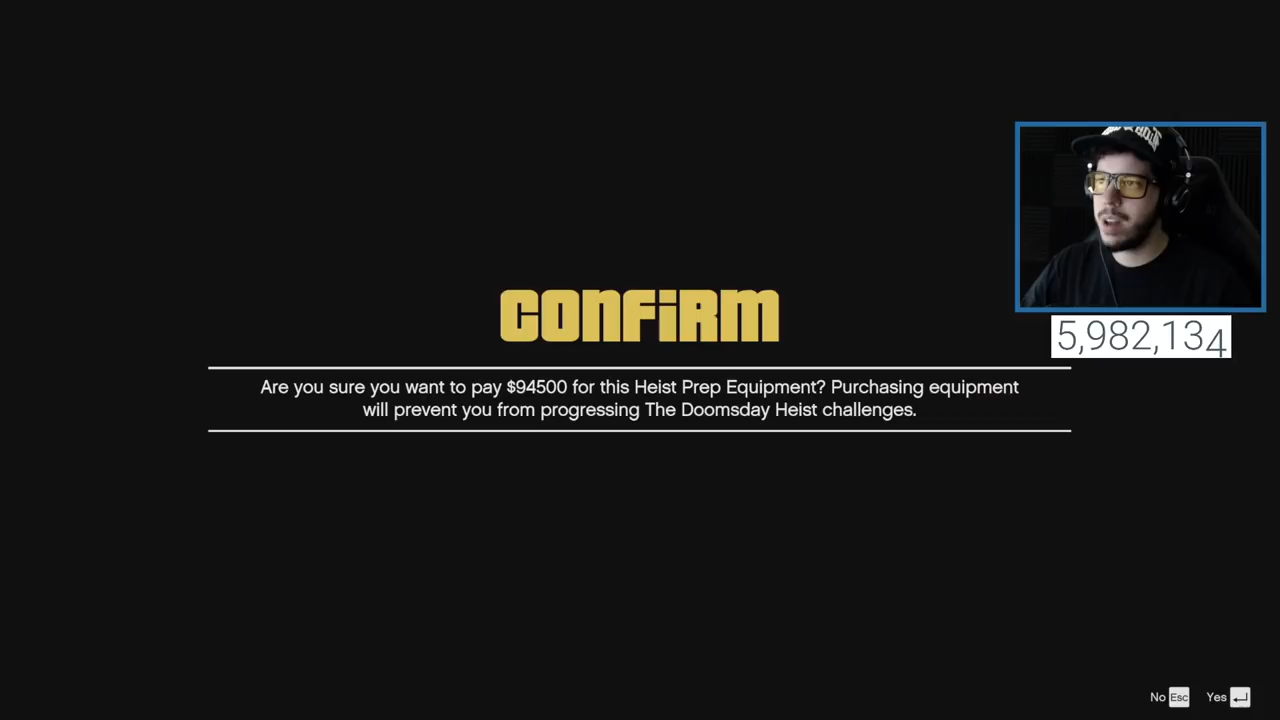 CONFIRM
Are you sure you want to pay $94500 for this Heist Prep Equipment? Purchasing equipment
will prevent you from progressing The Doomsday Heist challenges.
5,982,134
No Esc Yes